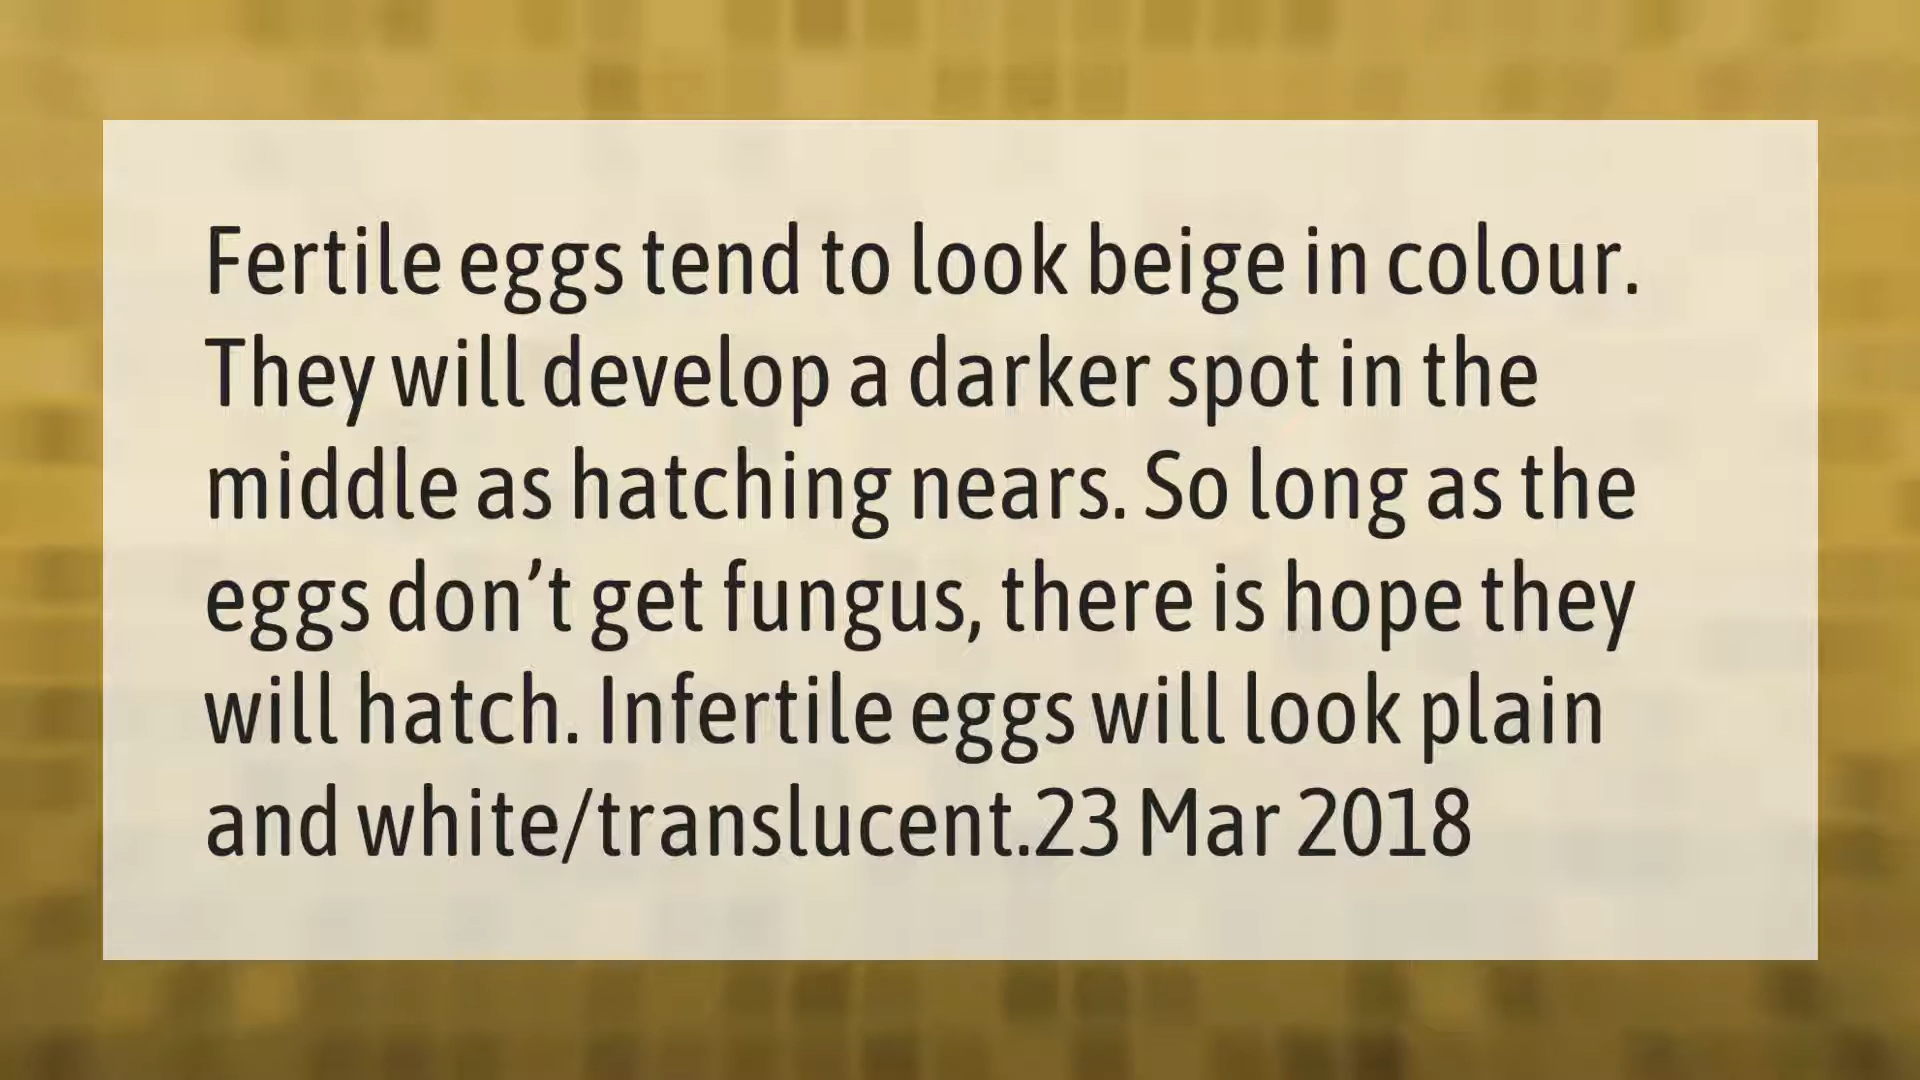 Fertile eggs tend to look beige in colour.
They will develop a darker spot in the
middle as hatching nears. So long as the
eggs don’t get fungus, there is hope they
will hatch. Infertile eggs will look plain
and white/translucent.23 Mar 2018